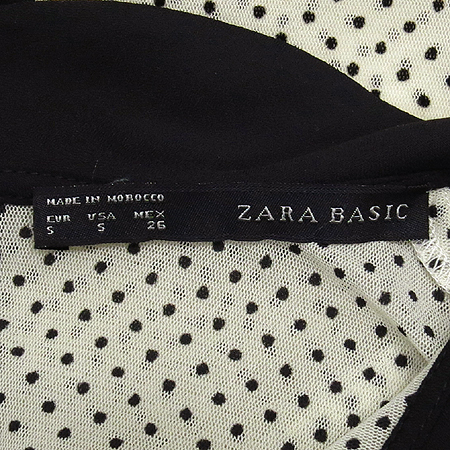 MADE IN MOROCCO
EUR USA MEX
S S 26
ZARA BASIC